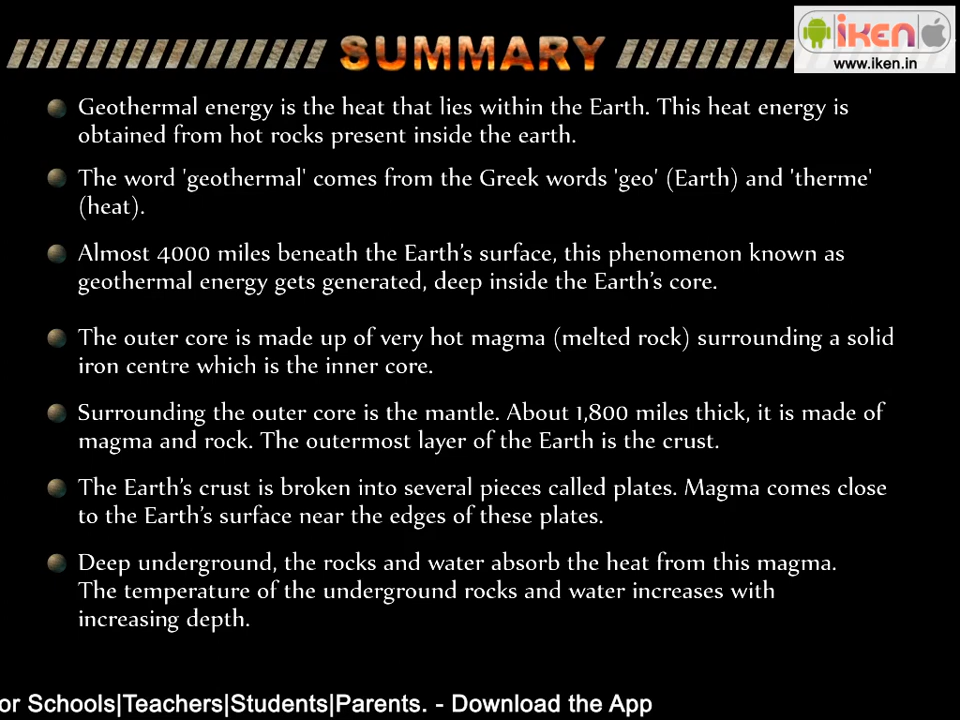 SUMMARY
iKEN
www.iken.in
Geothermal energy is the heat that lies within the Earth. This heat energy is
obtained from hot rocks present inside the earth.
The word 'geothermal' comes from the Greek words 'geo' (Earth) and 'therme'
(heat).
Almost 4000 miles beneath the Earth's surface, this phenomenon known as
geothermal energy gets generated, deep inside the Earth's core.
The outer core is made up of very hot magma (melted rock) surrounding a solid
iron centre which is the inner core.
Surrounding the outer core is the mantle. About 1,800 miles thick, it is made of
magma and rock. The outermost layer of the Earth is the crust.
The Earth's crust is broken into several pieces called plates. Magma comes close
to the Earth's surface near the edges of these plates.
Deep underground, the rocks and water absorb the heat from this magma.
The temperature of the underground rocks and water increases with
increasing depth.
or Schools|Teachers|Students|Parents. - Download the App